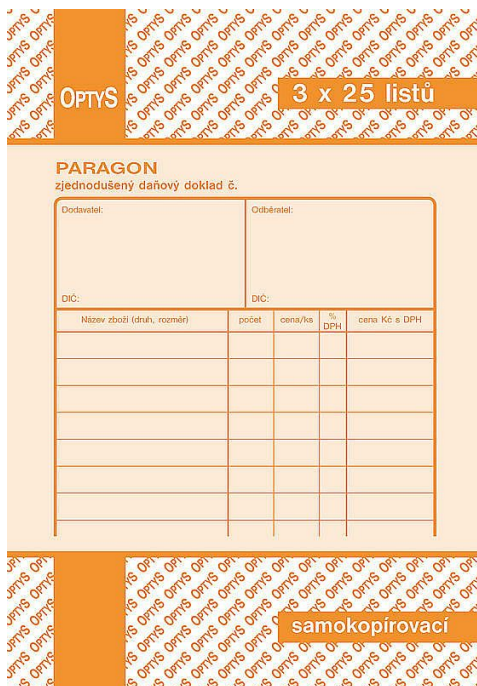 OPTYS
3 x 25 listů
PARAGON
zjednodušený daňový doklad č.
Dodavatel:
Odběratel:
DIČ:
DIČ:
Název zboží (druh, rozměr)
počet
cena/ks
%
DPH
cena Kč s DPH
samokopírovací